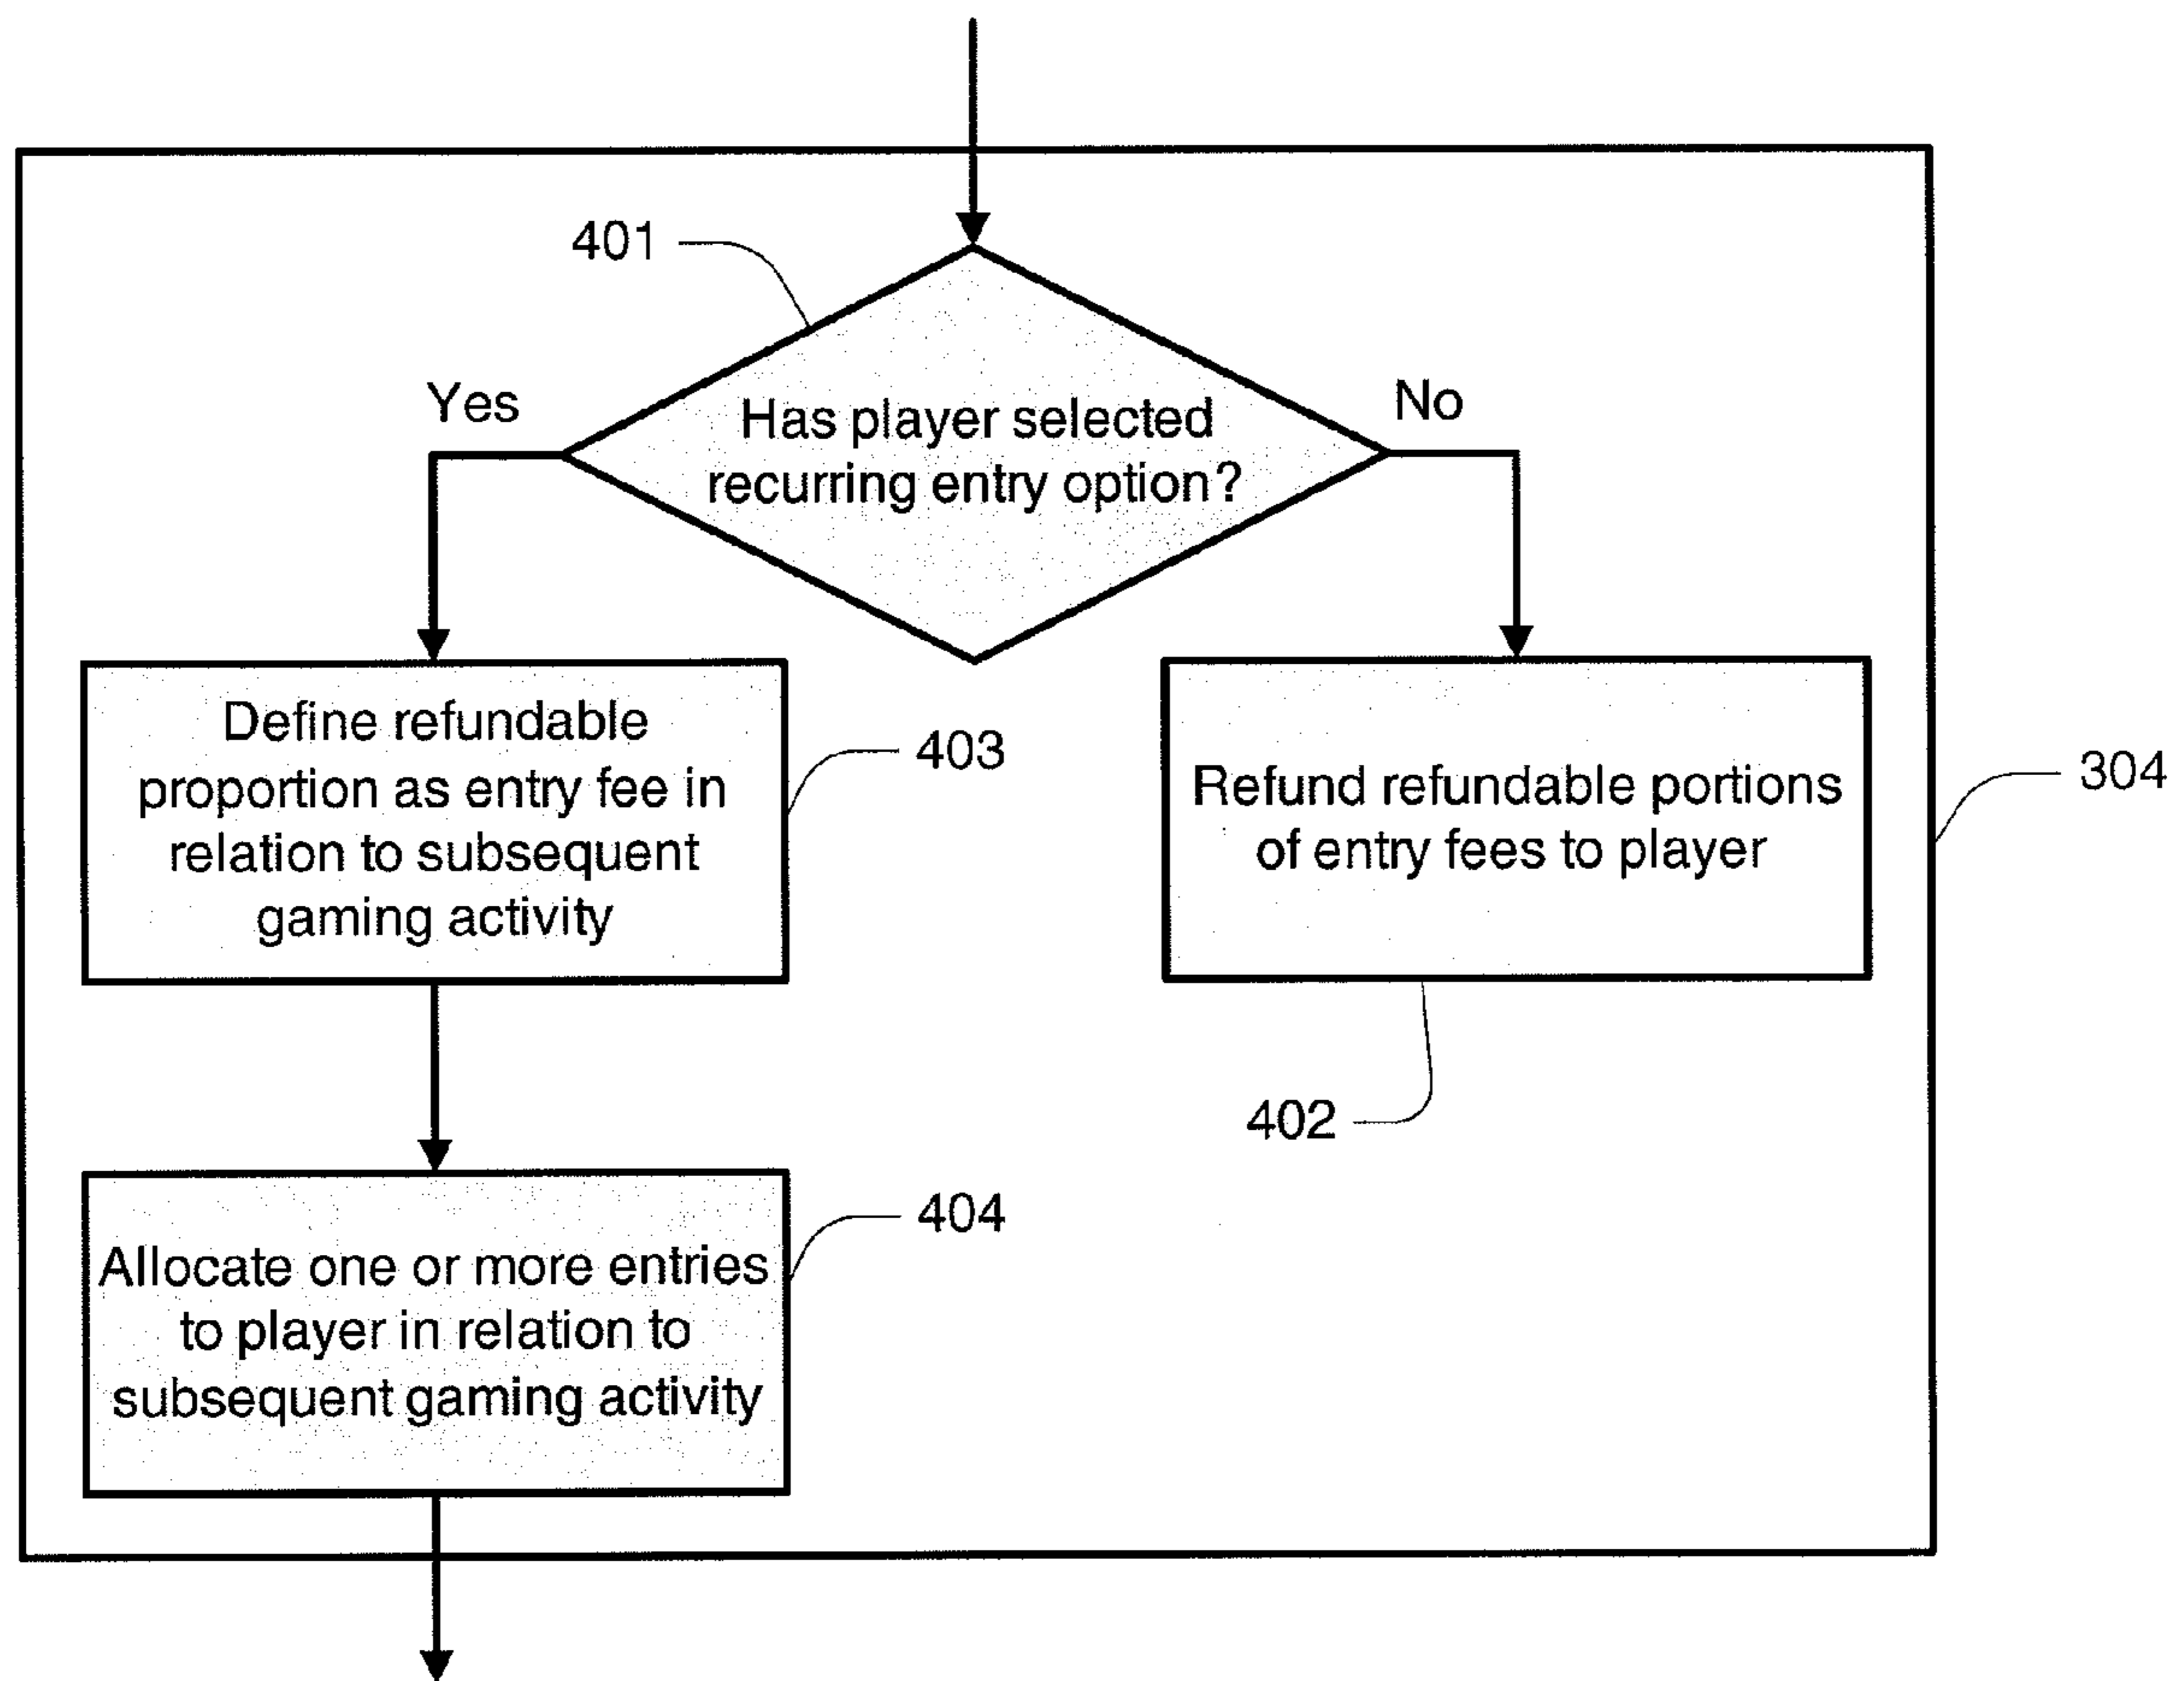 401
Yes
No
Has player selected
recurring entry option?
Define refundable
proportion as entry fee in
relation to subsequent
gaming activity
403
Refund refundable portions
of entry fees to player
304
402
Allocate one or more entries
to player in relation to
subsequent gaming activity
404